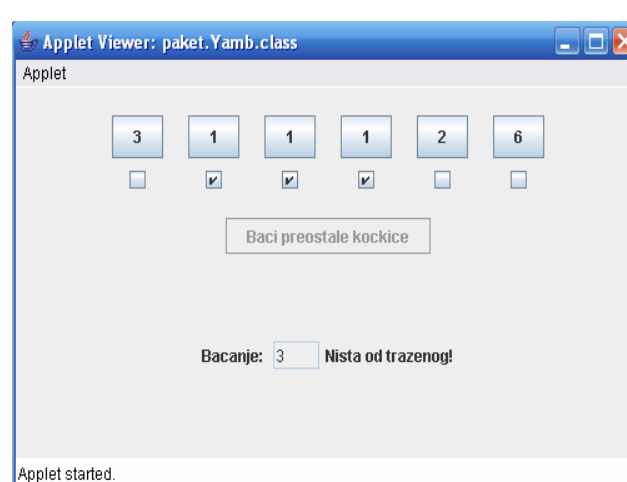 Applet Viewer: paket.Yamb.class
Applet
3 1 1 1 2 6
Baci preostale kockice
Bacanje: 3 Nista od trazenog!
Applet started.